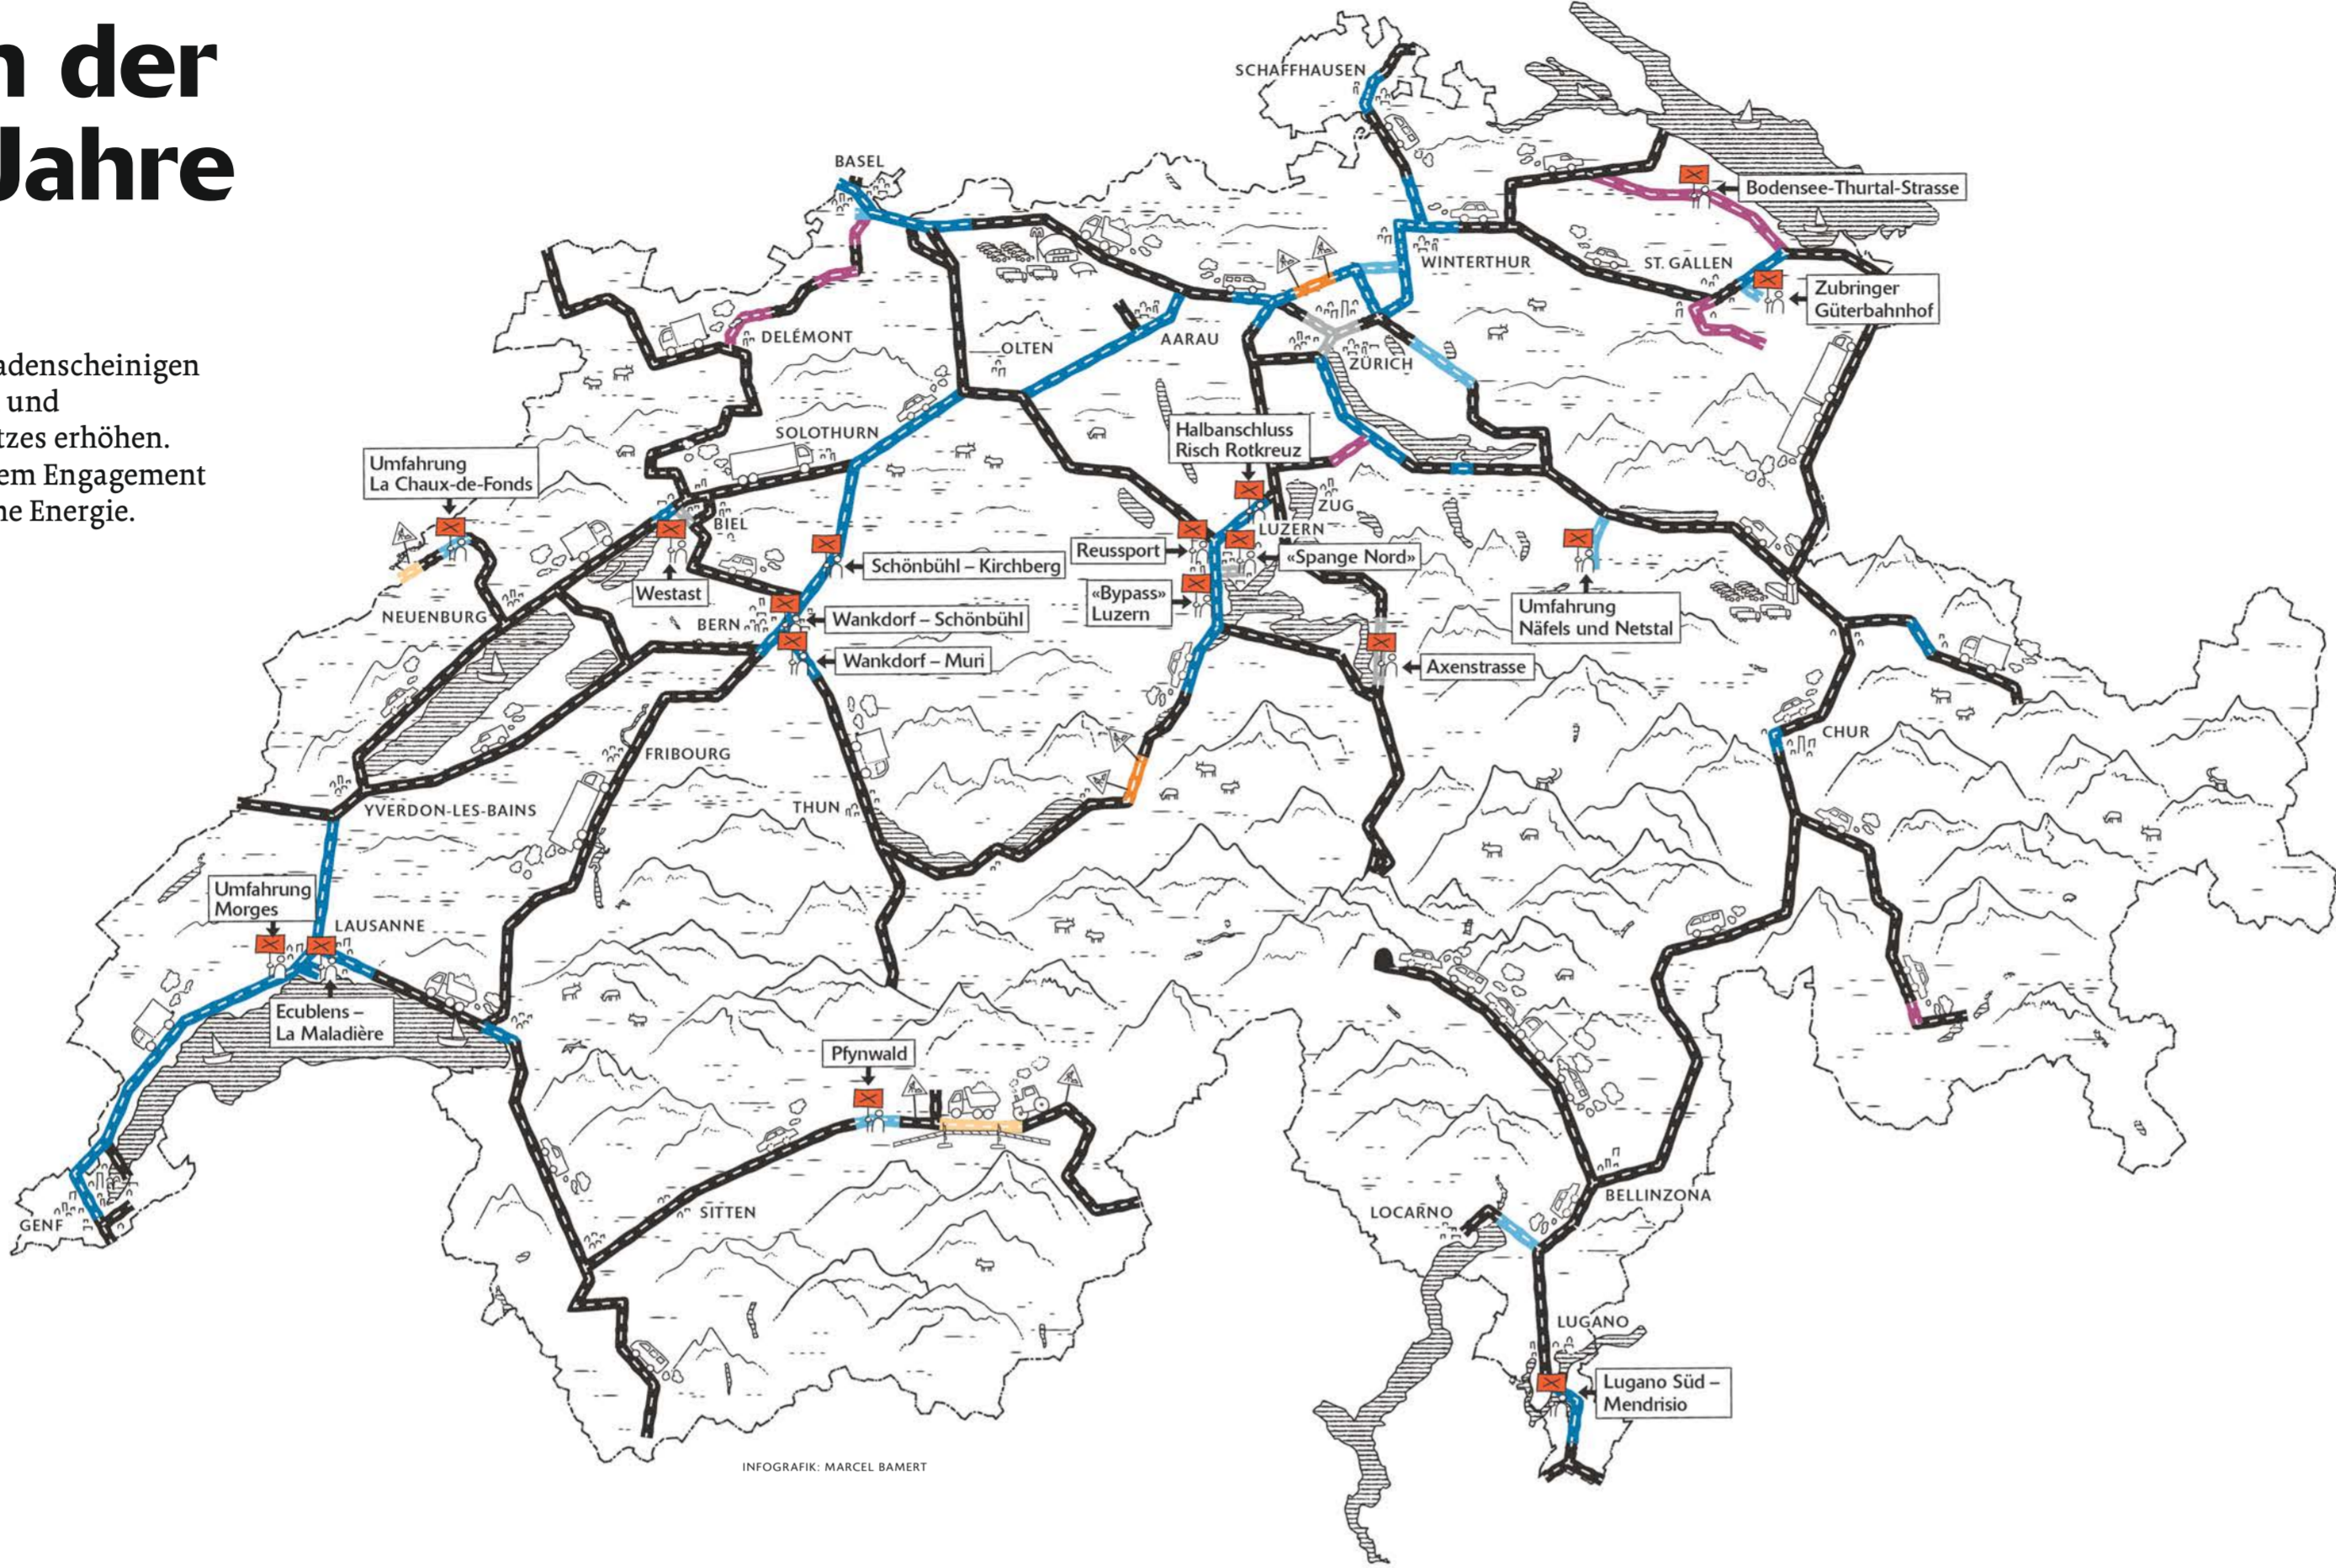 n der
Jahre
adenscheinigen
und
tzes erhöhen.
em Engagement
ne Energie.
SCHAFFHAUSEN
BASEL
Bodensee-Thurtal-Strasse
WINTERTHUR
ST. GALLEN
Zubringer
Güterbahnhof
DELÉMONT
OLTEN
AARAU
ZÜRICH
SOLOTHURN
Halbanschluss
Risch Rotkreuz
Umfahrung
La Chaux-de-Fonds
ZUG
BIEL
LUZERN
Reussport
«Spange Nord»
Schönbühl – Kirchberg
Westast
«Bypass»
Luzern
Umfahrung
Näfels und Netstal
NEUENBURG
BERN
Wankdorf – Schönbühl
Wankdorf – Muri
Axenstrasse
CHUR
FRIBOURG
THUN
YVERDON-LES-BAINS
Umfahrung
Morges
LAUSANNE
Ecublens –
La Maladière
Pfynwald
GENF
SITTEN
LOCARNO
BELLINZONA
LUGANO
Lugano Süd –
Mendrisio
INFOGRAFIK: MARCEL BAMERT